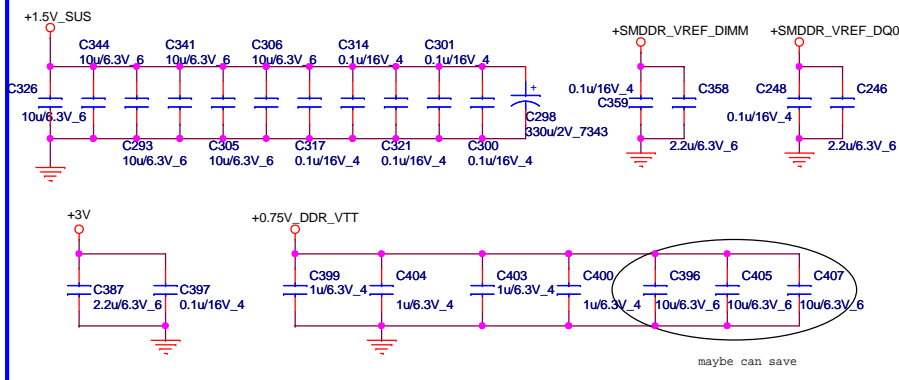 +1.5V_SUS
C344
10u/6.3V_6
C341
10u/6.3V_6
C306
10u/6.3V_6
C314
0.1u/16V_4
C301
0.1u/16V_4
C326
10u/6.3V_6
+
C298
330u/2V_7343
C293
10u/6.3V_6
C305
10u/6.3V_6
C317
0.1u/16V_4
C321
0.1u/16V_4
C300
0.1u/16V_4
+SMDDR_VREF_DIMM
0.1u/16V_4
C359
C358
2.2u/6.3V_6
+SMDDR_VREF_DQ0
C248
0.1u/16V_4
C246
2.2u/6.3V_6
+3V
C387
2.2u/6.3V_6
C397
0.1u/16V_4
+0.75V_DDR_VTT
C399
1u/6.3V_4
C404
1u/6.3V_4
C403
1u/6.3V_4
C400
1u/6.3V_4
C396
10u/6.3V_6
C405
10u/6.3V_6
C407
10u/6.3V_6
maybe can save